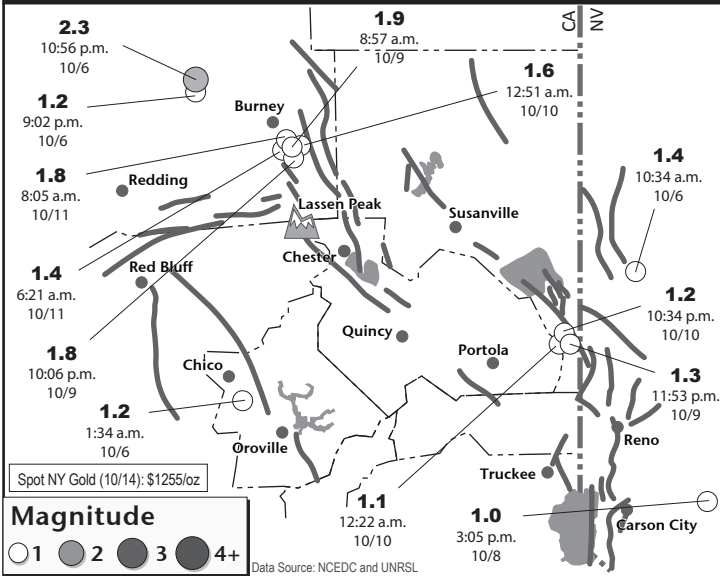 2.3
10:56 p.m.
10/6
1.2
9:02 p.m.
10/6
1.8
8:05 a.m.
10/11
1.4
6:21 a.m.
10/11
1.8
10:06 p.m.
10/9
1.2
1:34 a.m.
10/6
1.9
8:57 a.m.
10/9
1.6
12:51 a.m.
10/10
1.4
10:34 a.m.
10/6
1.2
10:34 p.m.
10/10
1.3
11:53 p.m.
10/9
1.1
12:22 a.m.
10/10
1.0
3:05 p.m.
10/8
CA
NV
Burney
Redding
Lassen Peak
Susanville
Chester
Red Bluff
Quincy
Portola
Chico
Oroville
Reno
Truckee
Carson City
Spot NY Gold (10/14): $1255/oz
Magnitude
1 2 3 4+
Data Source: NCEDC and UNRSL